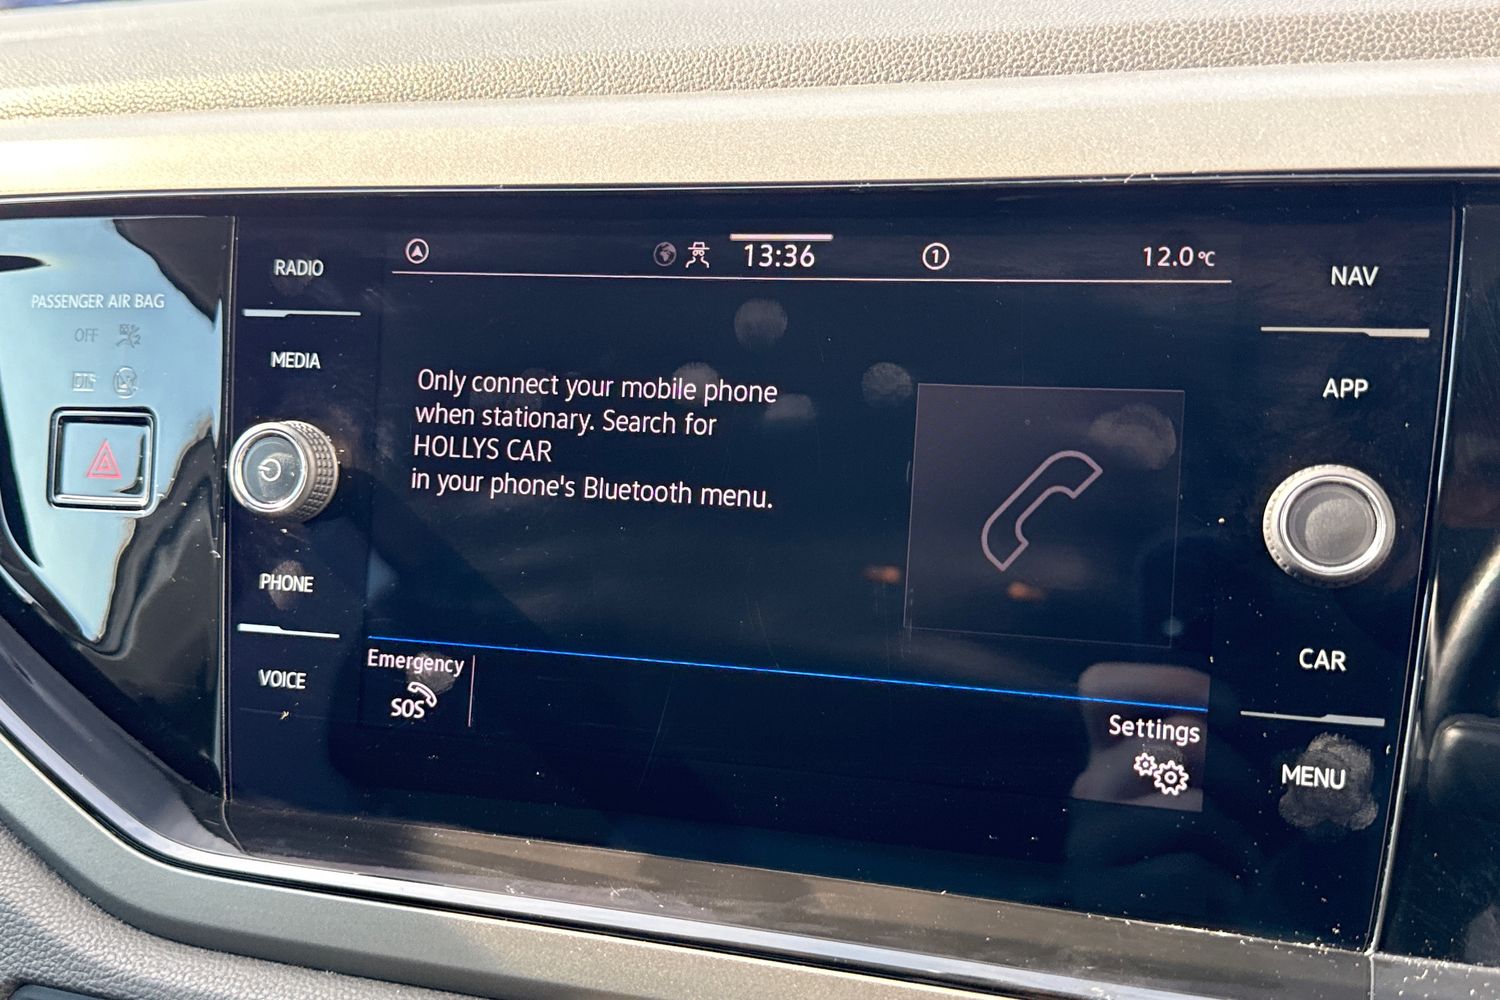 RADIO
MEDIA
PHONE
VOICE
PASSENGER AIR BAG
OFF
13:36
1
12.0°C
Only connect your mobile phone
when stationary. Search for
HOLLYS CAR
in your phone's Bluetooth menu.
Emergency
SOS
Settings
NAV
APP
CAR
MENU